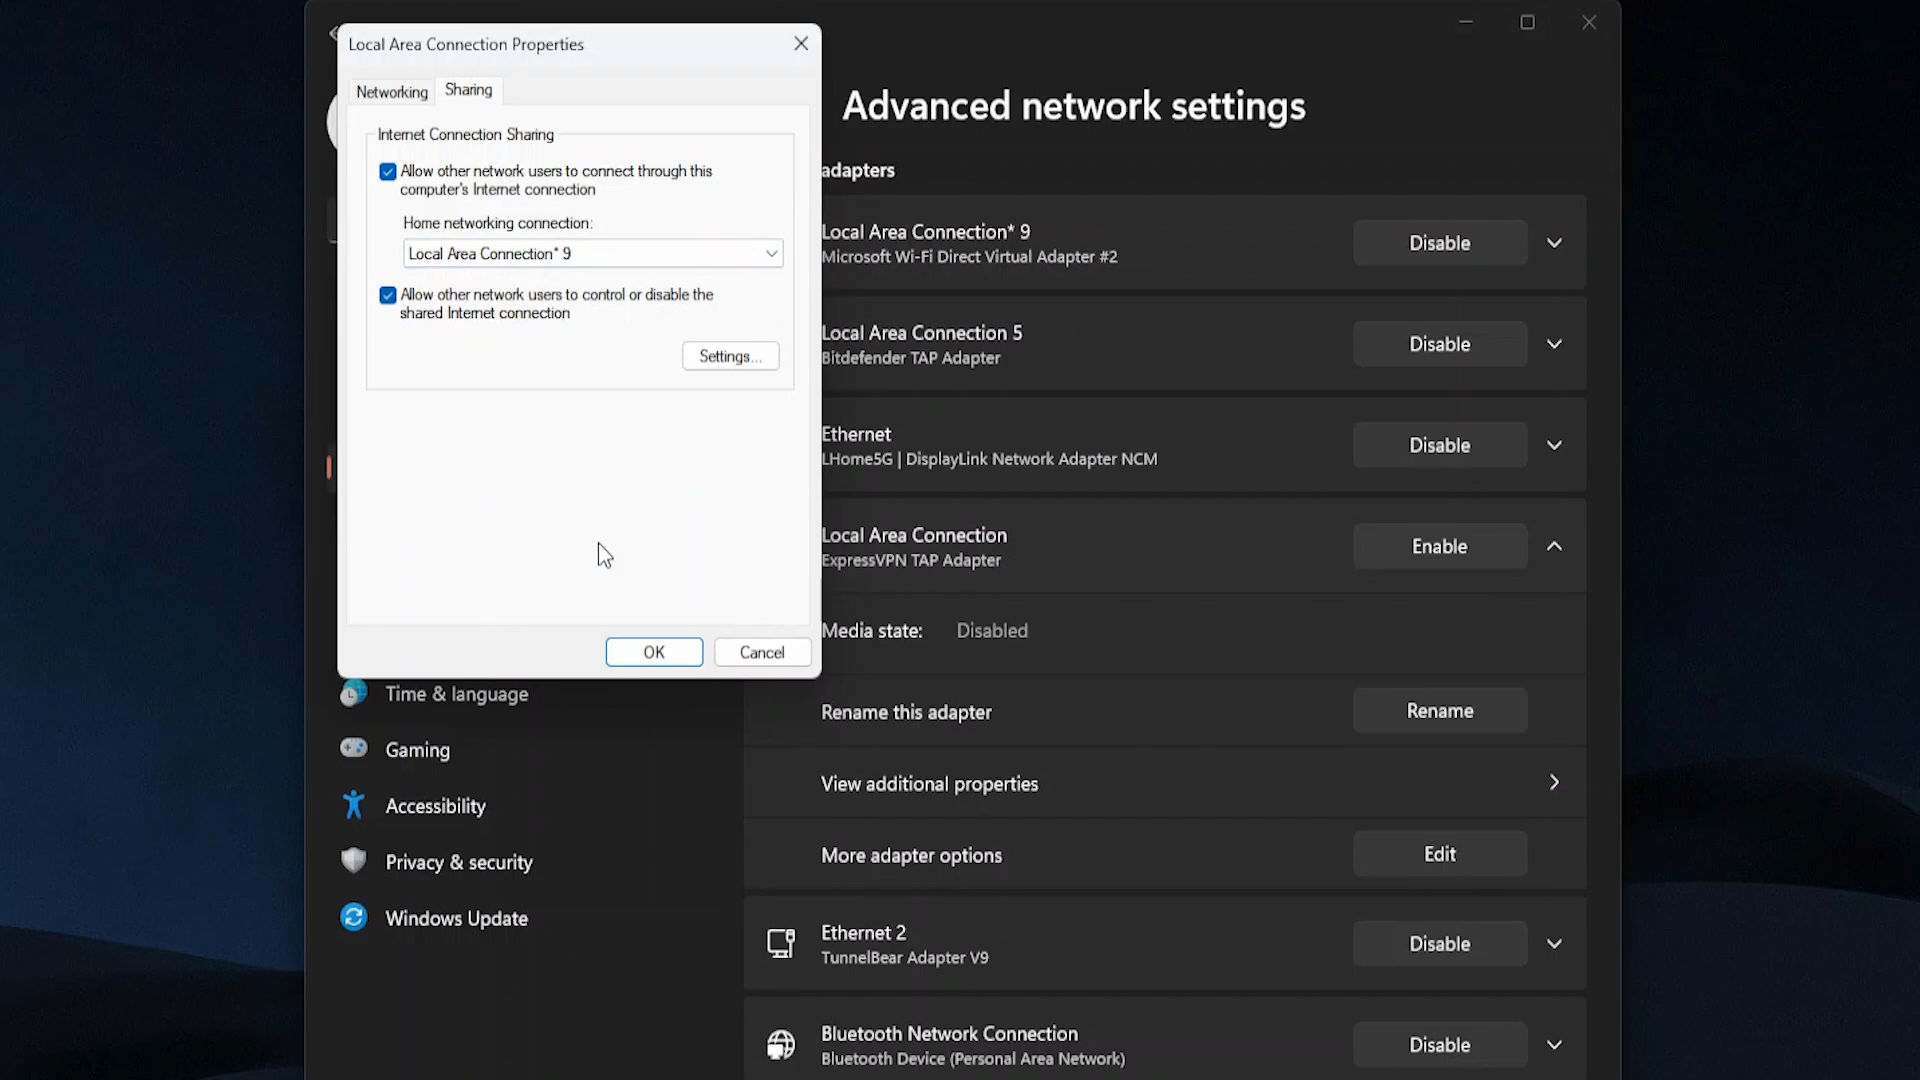 Local Area Connection Properties
Networking
Sharing
Internet Connection Sharing
Allow other network users to connect through this
computer's Internet connection
Home networking connection:
Local Area Connection* 9
Allow other network users to control or disable the
shared Internet connection
Settings...
OK
Cancel
Time & language
Gaming
Accessibility
Privacy & security
Windows Update
Advanced network settings
adapters
Local Area Connection* 9
Microsoft Wi-Fi Direct Virtual Adapter #2
Disable
Local Area Connection 5
Bitdefender TAP Adapter
Disable
Ethernet
LHome5G | DisplayLink Network Adapter NCM
Disable
Local Area Connection
ExpressVPN TAP Adapter
Enable
Media state: Disabled
Rename this adapter
Rename
View additional properties
More adapter options
Edit
Ethernet 2
TunnelBear Adapter V9
Disable
Bluetooth Network Connection
Bluetooth Device (Personal Area Network)
Disable